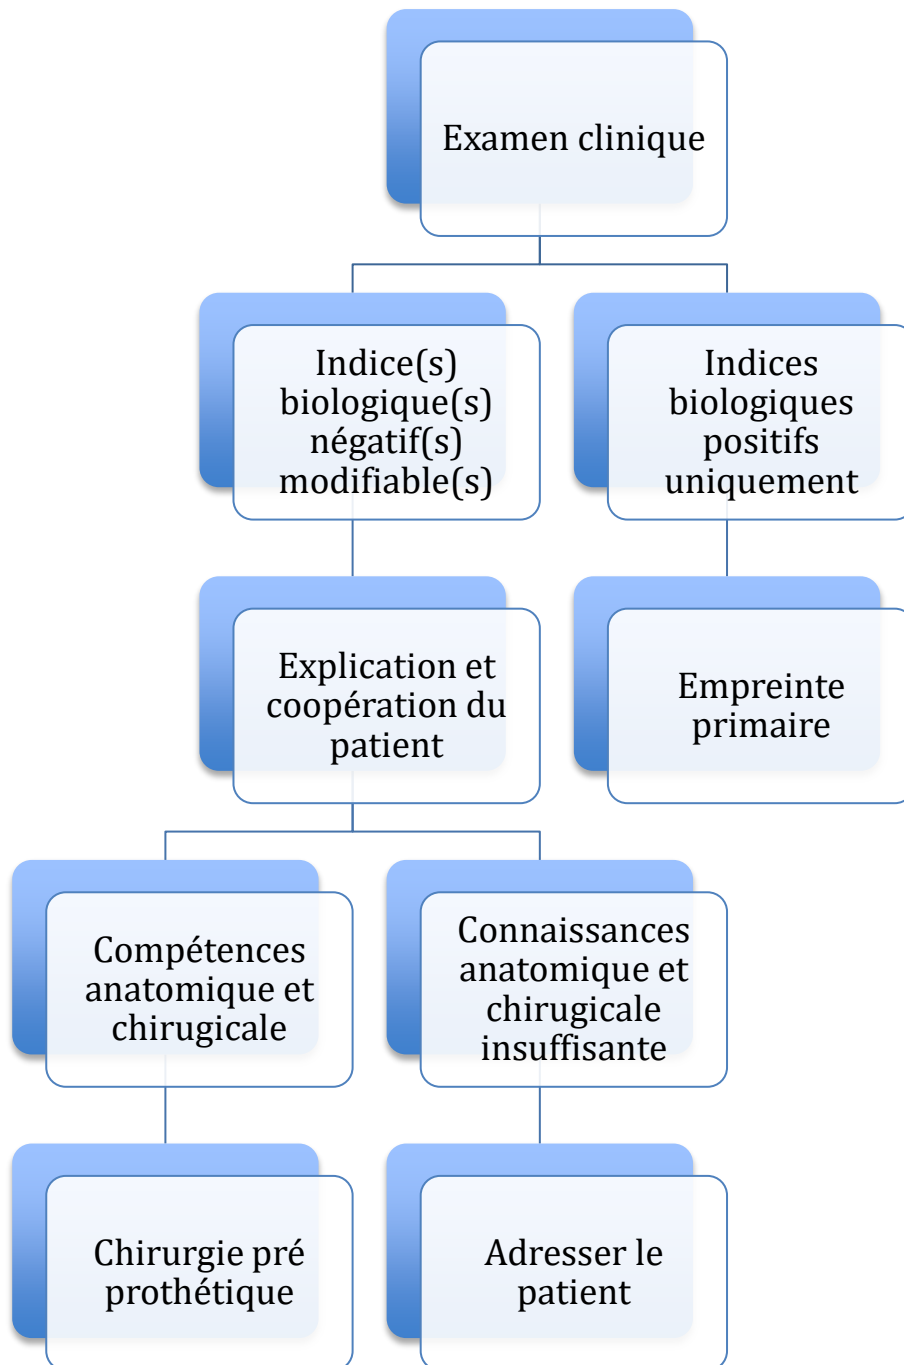 Examen clinique
Indice(s)
biologique(s)
négatif(s)
modifiable(s)
Indices
biologiques
positifs
uniquement
Explication et
coopération du
patient
Empreinte
primaire
Compétences
anatomique et
chirugicale
Connaissances
anatomique et
chirugicale
insuffisante
Chirurgie pré
prothétique
Adresser le
patient